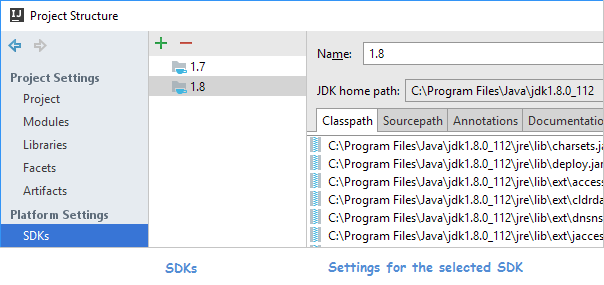 IJ Project Structure
Project Settings
Project
Modules
Libraries
Facets
Artifacts
Platform Settings
SDKs
1.7
1.8
Name: 1.8
JDK home path: C:\Program Files\Java\jdk1.8.0_112
Classpath Sourcepath Annotations Documentatio
C:\Program Files\Java\jdk1.8.0_112\jre\lib\charsets.ja
C:\Program Files\Java\jdk1.8.0_112\jre\lib\deploy.jar
C:\Program Files\Java\jdk1.8.0_112\jre\lib\ext\access
C:\Program Files\Java\jdk1.8.0_112\jre\lib\ext\cldrda
C:\Program Files\Java\jdk1.8.0_112\jre\lib\ext\dnsns
C:\Program Files\Java\jdk1.8.0_112\jre\lib\ext\jaccess
SDKs
Settings for the selected SDK